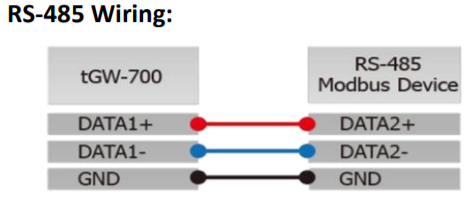 RS-485 Wiring:
tGW-700
RS-485
Modbus Device
DATA1+ DATA2+
DATA1- DATA2-
GND GND